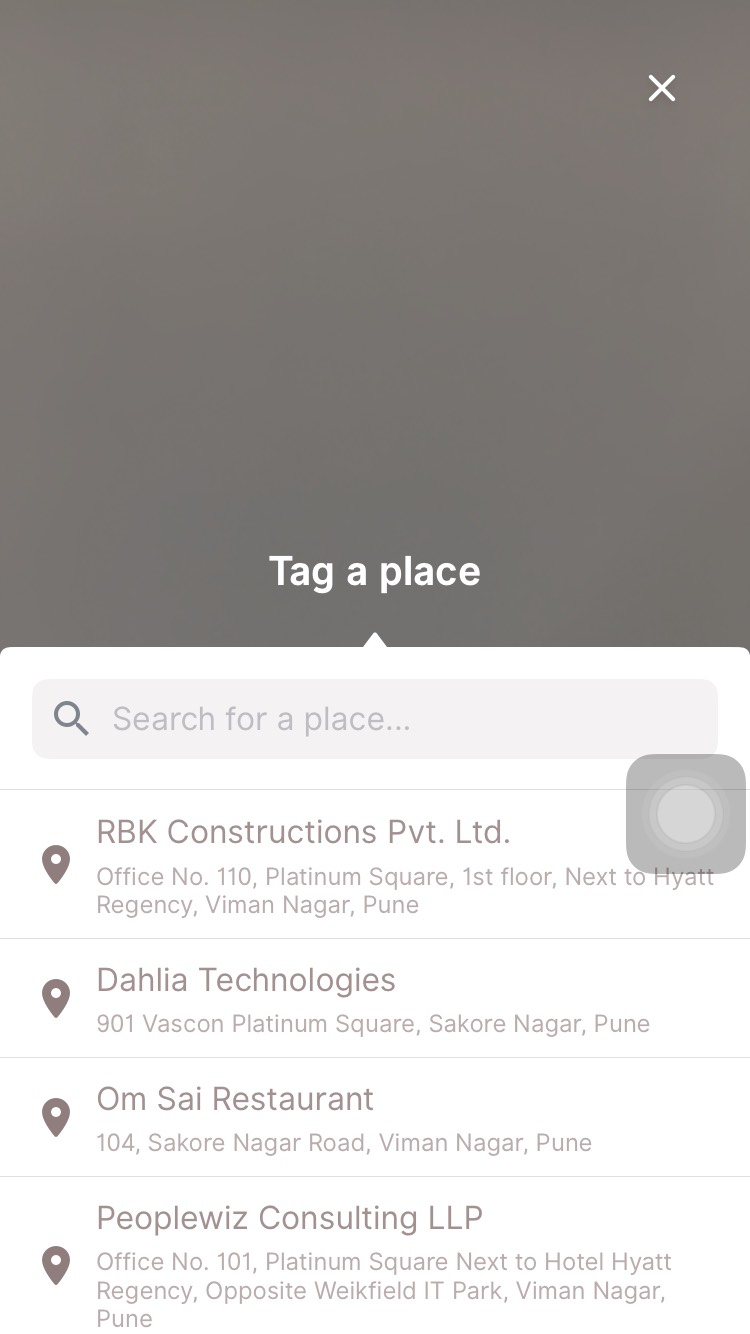 Tag a place
Search for a place...
RBK Constructions Pvt. Ltd.
Office No. 110, Platinum Square, 1st floor, Next to Hyatt
Regency, Viman Nagar, Pune
Dahlia Technologies
901 Vascon Platinum Square, Sakore Nagar, Pune
Om Sai Restaurant
104, Sakore Nagar Road, Viman Nagar, Pune
Peoplewiz Consulting LLP
Office No. 101, Platinum Square Next to Hotel Hyatt
Regency, Opposite Weikfield IT Park, Viman Nagar,
Pune